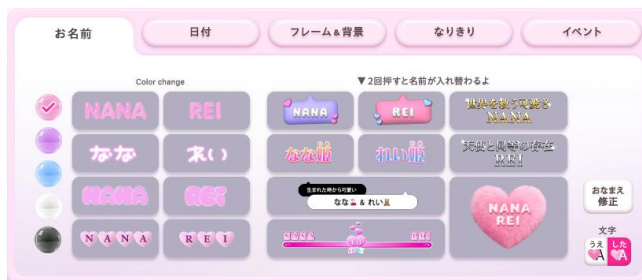 お名前
日付
フレーム&背景
なりきり
イベント
Color change
▼2回押すと名前が入れ替わるよ
NANA
REI
NANA
REI
世界を救う可愛さ
NANA
なな
れい
なな姫
れい姫
天使と同等の存在
REI
NANA
REI
生まれた時から可愛い
なな & れい
NANA
REI
おなまえ
修正
NANA
REI
NANA
REI
文字
うえ
した
A
A